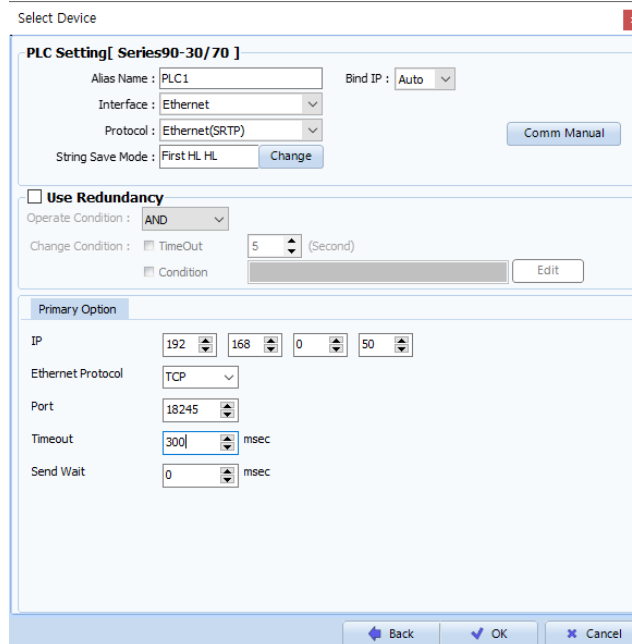 Select Device
PLC Setting[ Series90-30/70 ]
Alias Name : PLC1 Bind IP : Auto
Interface : Ethernet
Protocol : Ethernet(SRTP) Comm Manual
String Save Mode : First HL HL Change
Use Redundancy
Operate Condition : AND
Change Condition : TimeOut 5 (Second)
Condition Edit
Primary Option
IP 192 168 0 50
Ethernet Protocol TCP
Port 18245
Timeout 300 msec
Send Wait 0 msec
Back OK Cancel